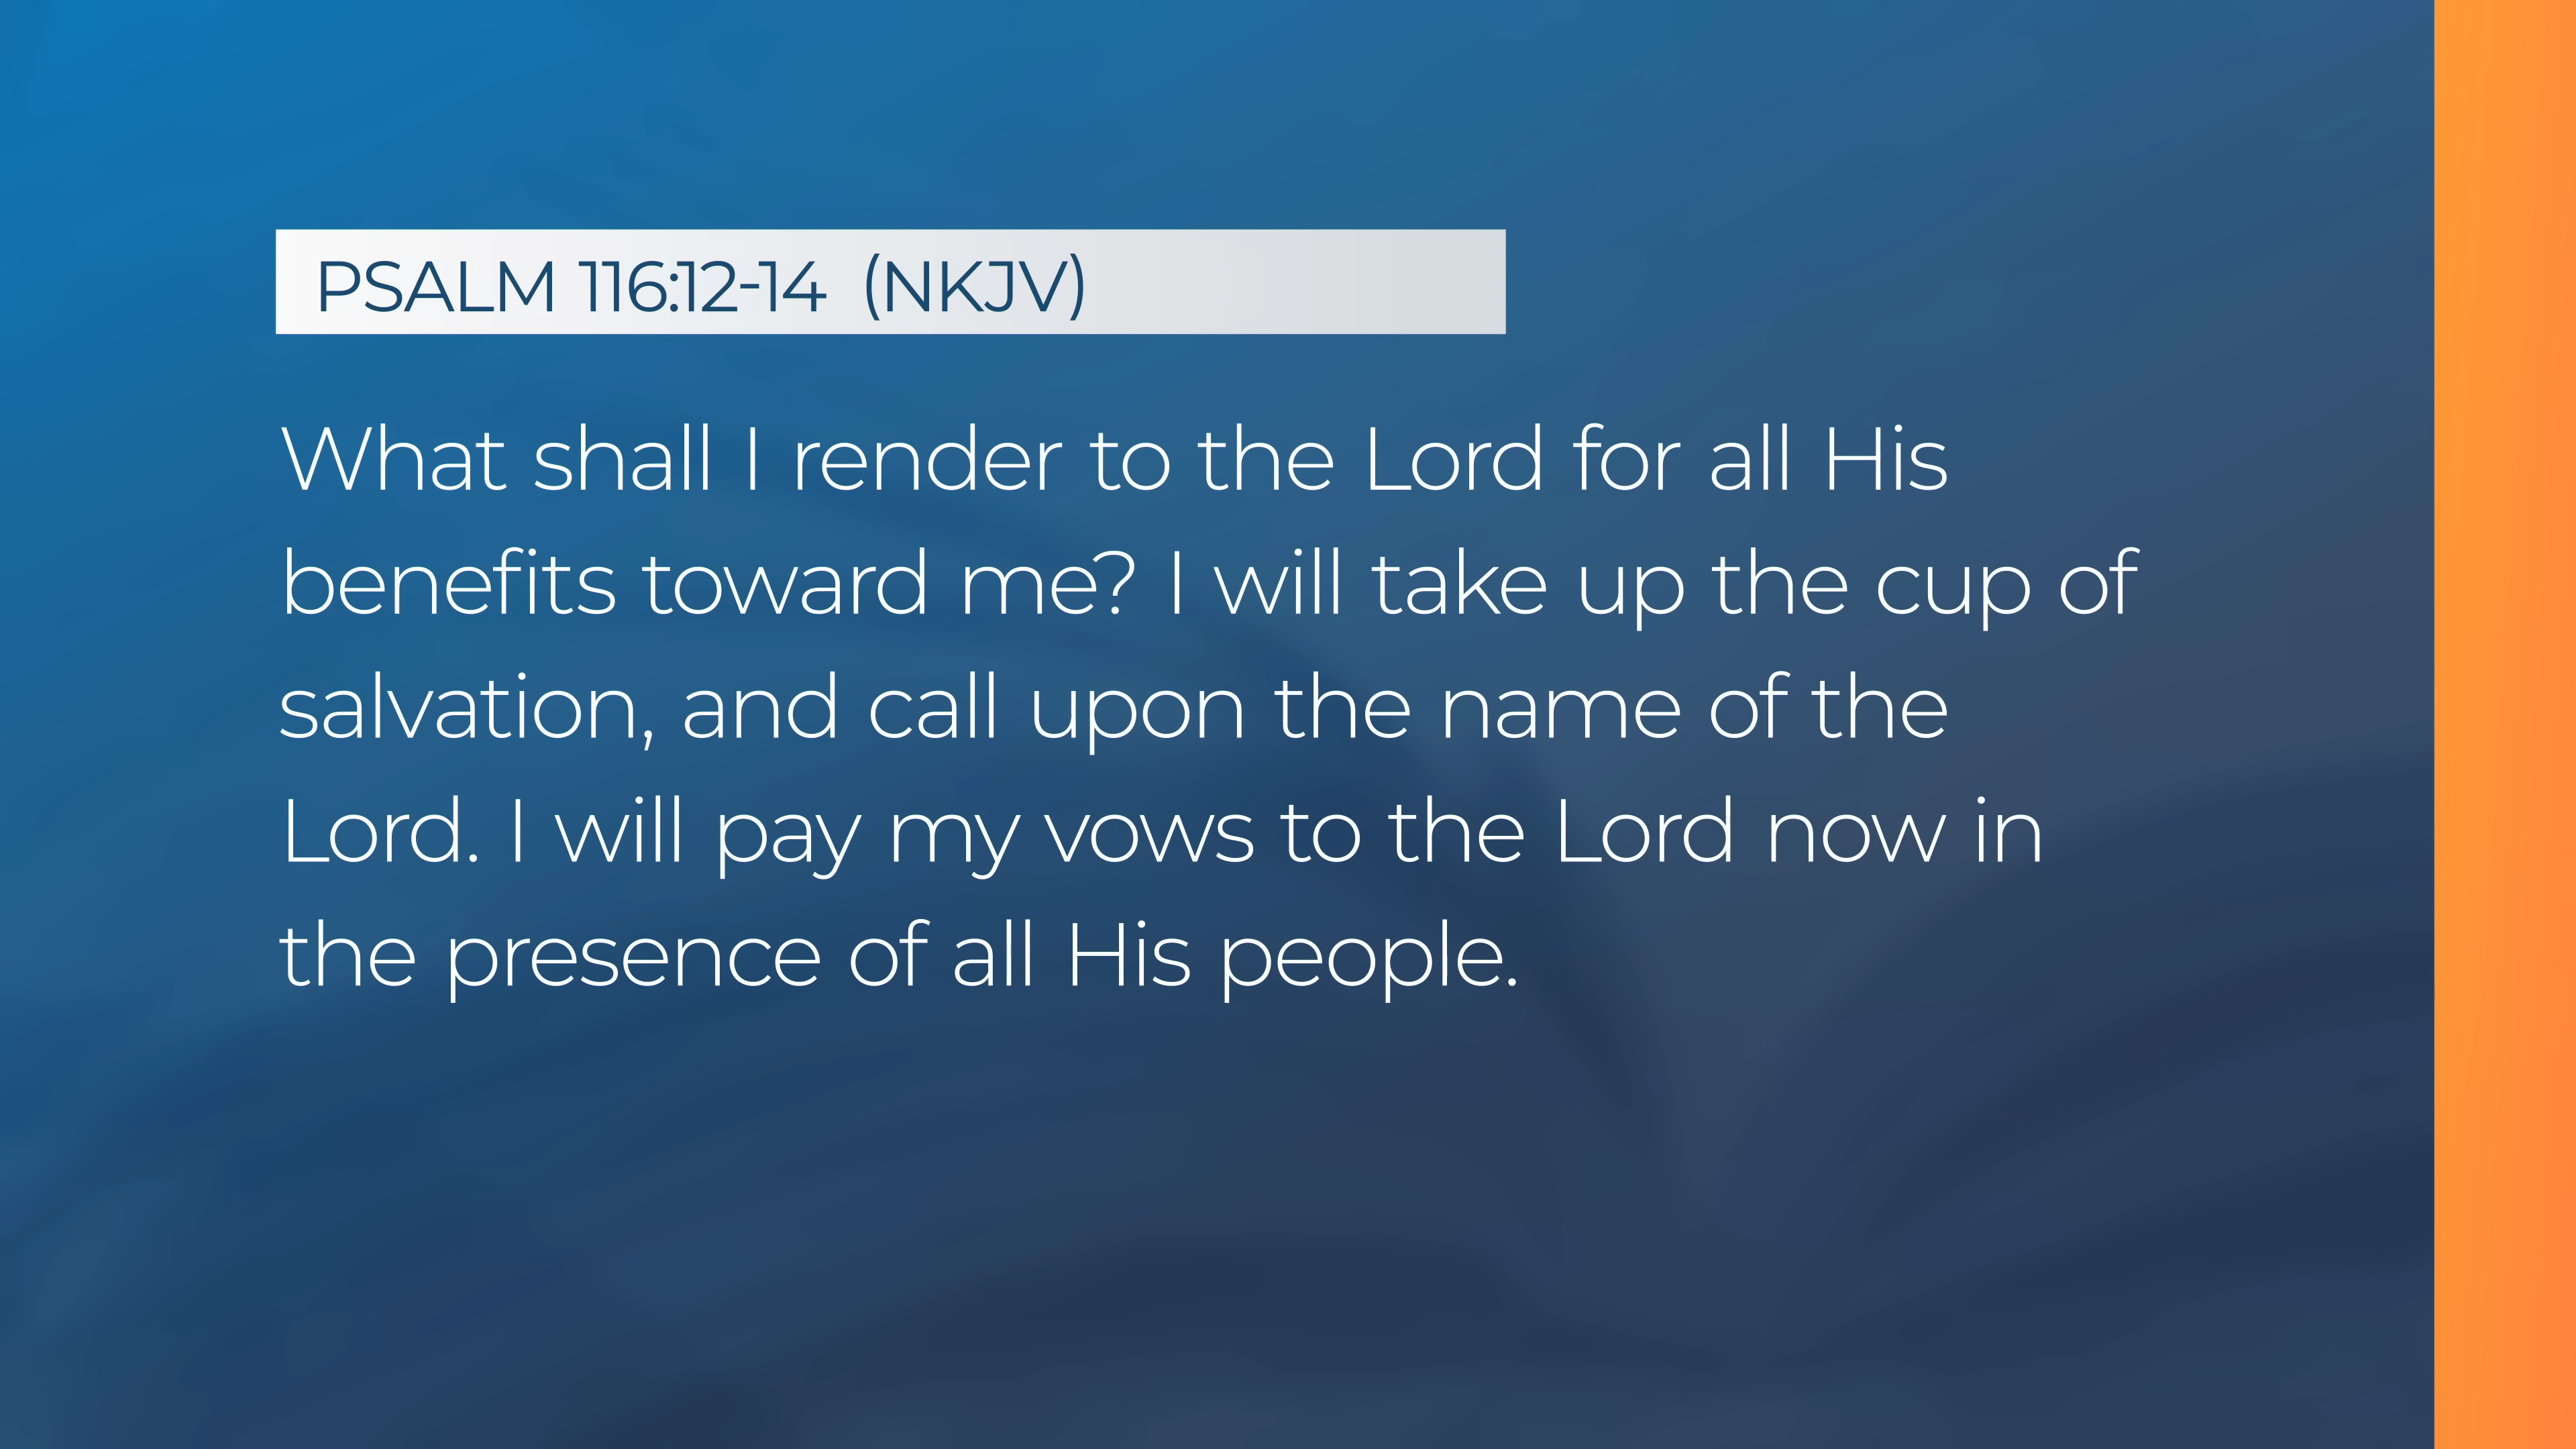 PSALM 116:12-14 (NKJV)
What shall I render to the Lord for all His
benefits toward me? I will take up the cup of
salvation, and call upon the name of the
Lord. I will pay my vows to the Lord now in
the presence of all His people.